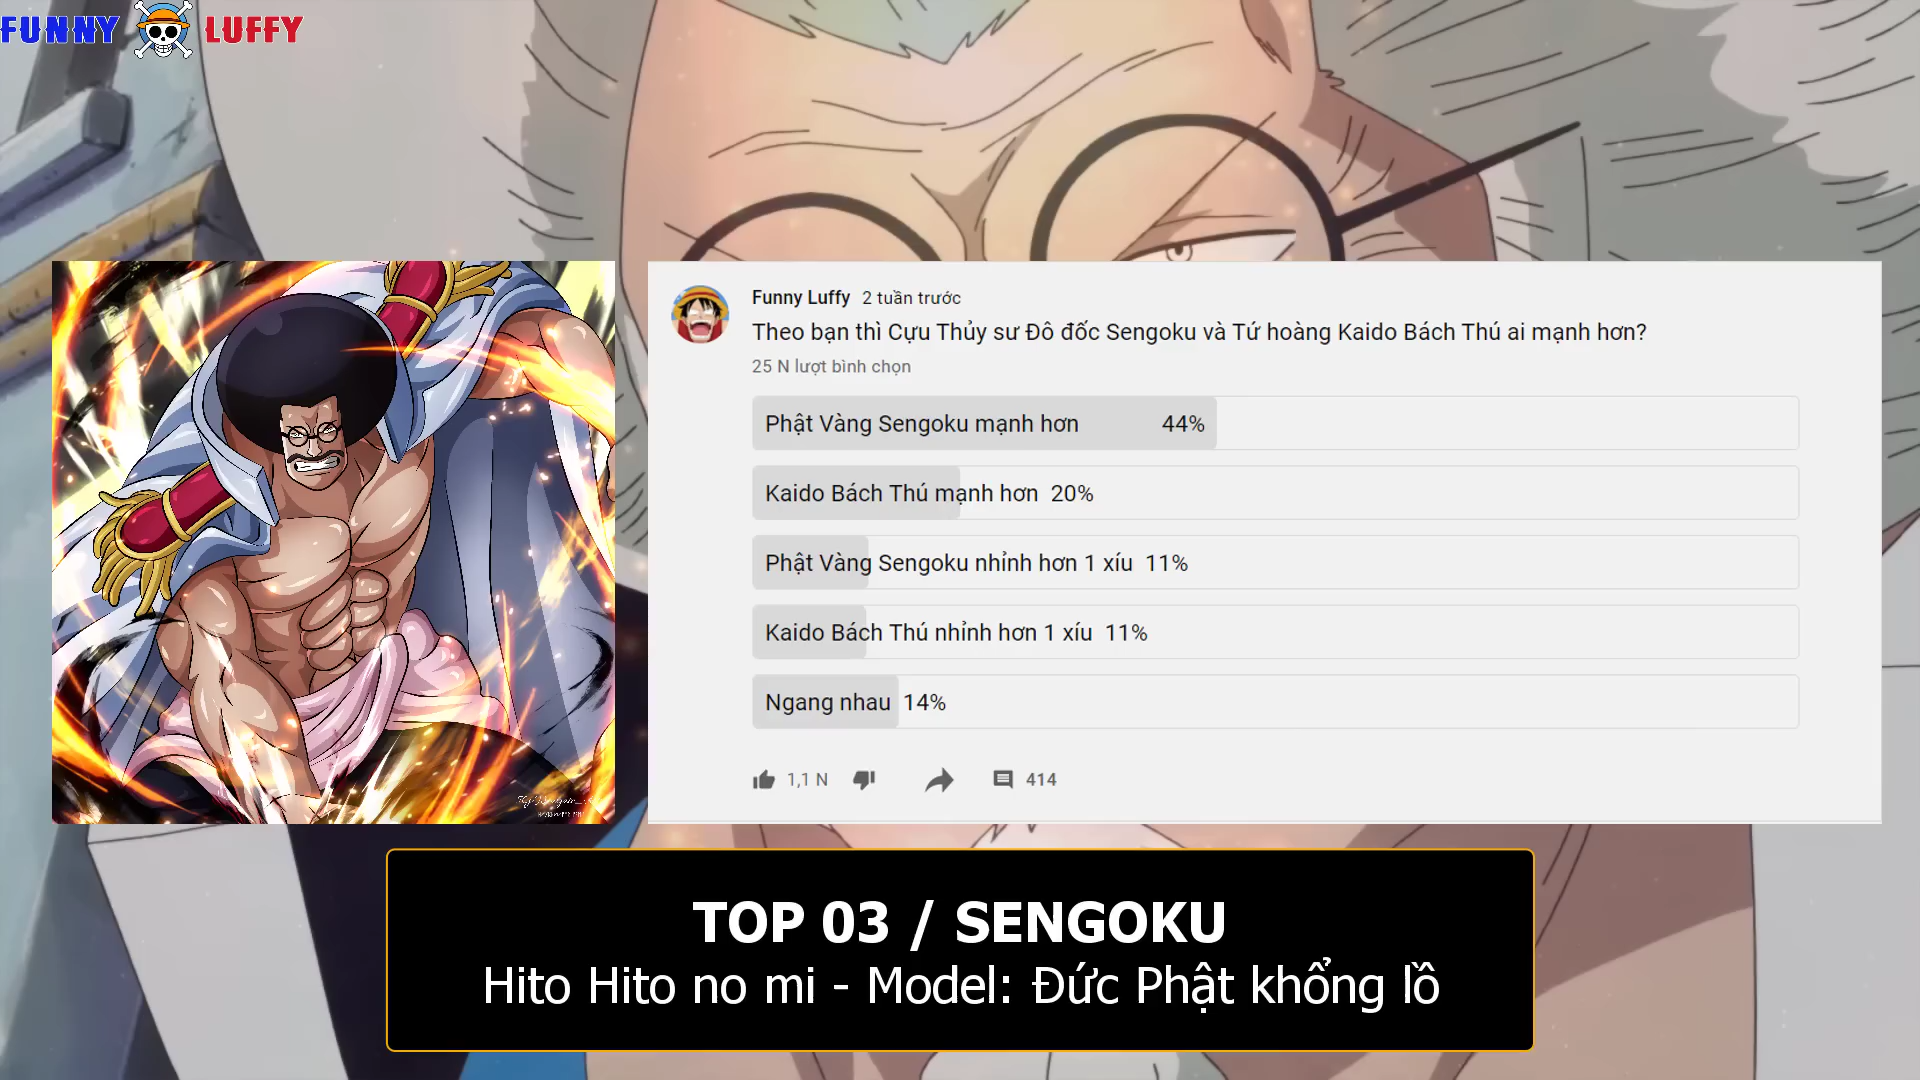 FUNNY LUFFY
Funny Luffy 2 tuần trước
Theo bạn thì Cựu Thủy sư Đô đốc Sengoku và Tứ hoàng Kaido Bách Thú ai mạnh hơn?
25 N lượt bình chọn
Phật Vàng Sengoku mạnh hơn 44%
Kaido Bách Thú mạnh hơn 20%
Phật Vàng Sengoku nhỉnh hơn 1 xíu 11%
Kaido Bách Thú nhỉnh hơn 1 xíu 11%
Ngang nhau 14%
1,1 N 414
TOP 03 / SENGOKU
Hito Hito no mi - Model: Đức Phật khổng lồ